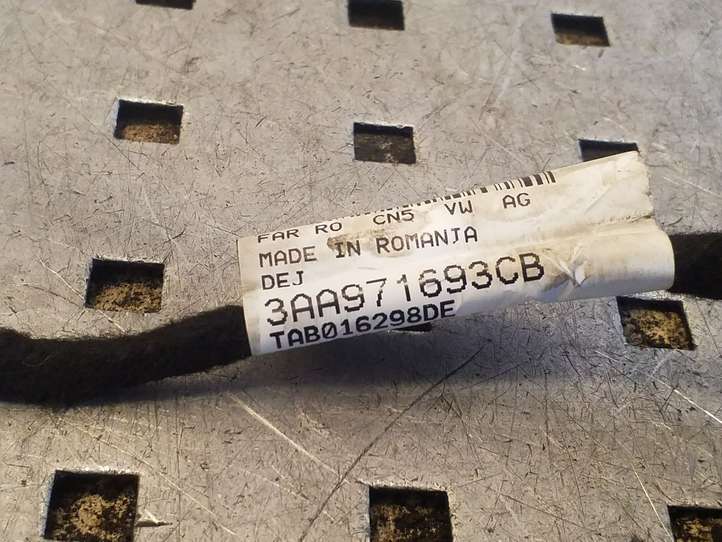 FAR RO CN5 VW AG
MADE IN ROMANIA
DEJ
3AA971693CB
TAB016298DE